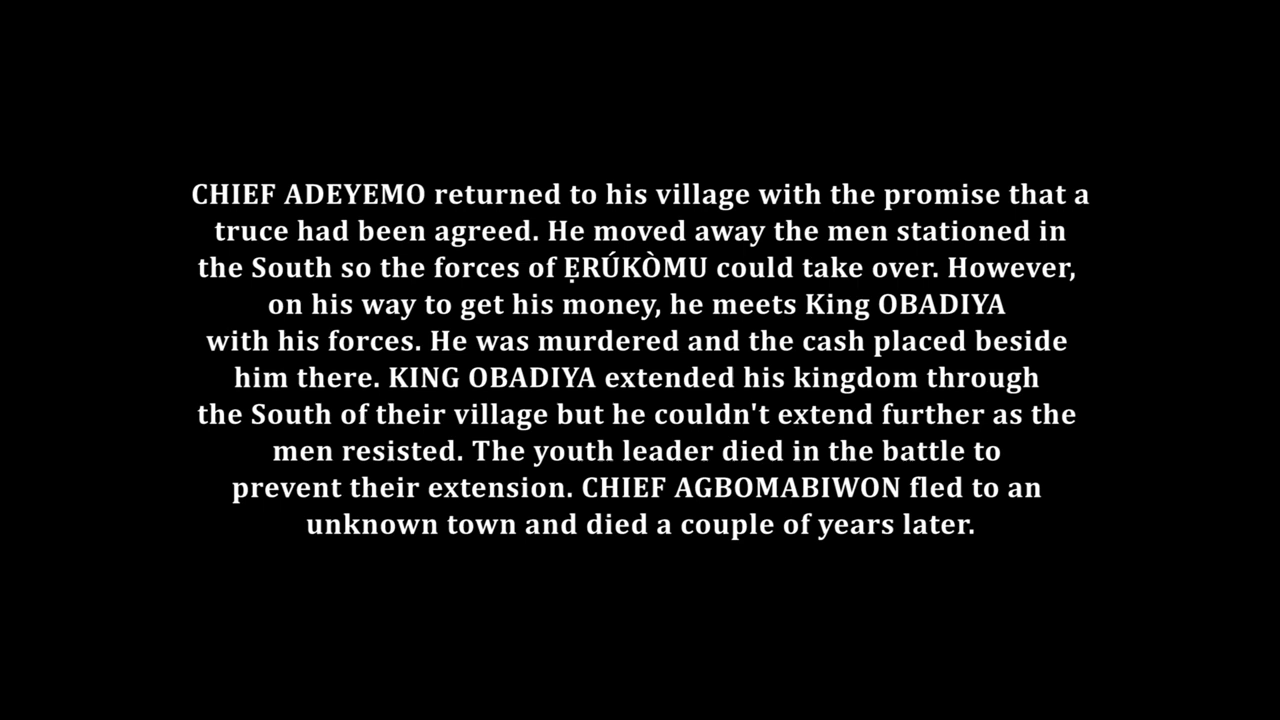 CHIEF ADEYEMO returned to his village with the promise that a
truce had been agreed. He moved away the men stationed in
the South so the forces of ẸRÚKÒMU could take over. However,
on his way to get his money, he meets King OBADIYA
with his forces. He was murdered and the cash placed beside
him there. KING OBADIYA extended his kingdom through
the South of their village but he couldn't extend further as the
men resisted. The youth leader died in the battle to
prevent their extension. CHIEF AGBOMABIWON fled to an
unknown town and died a couple of years later.